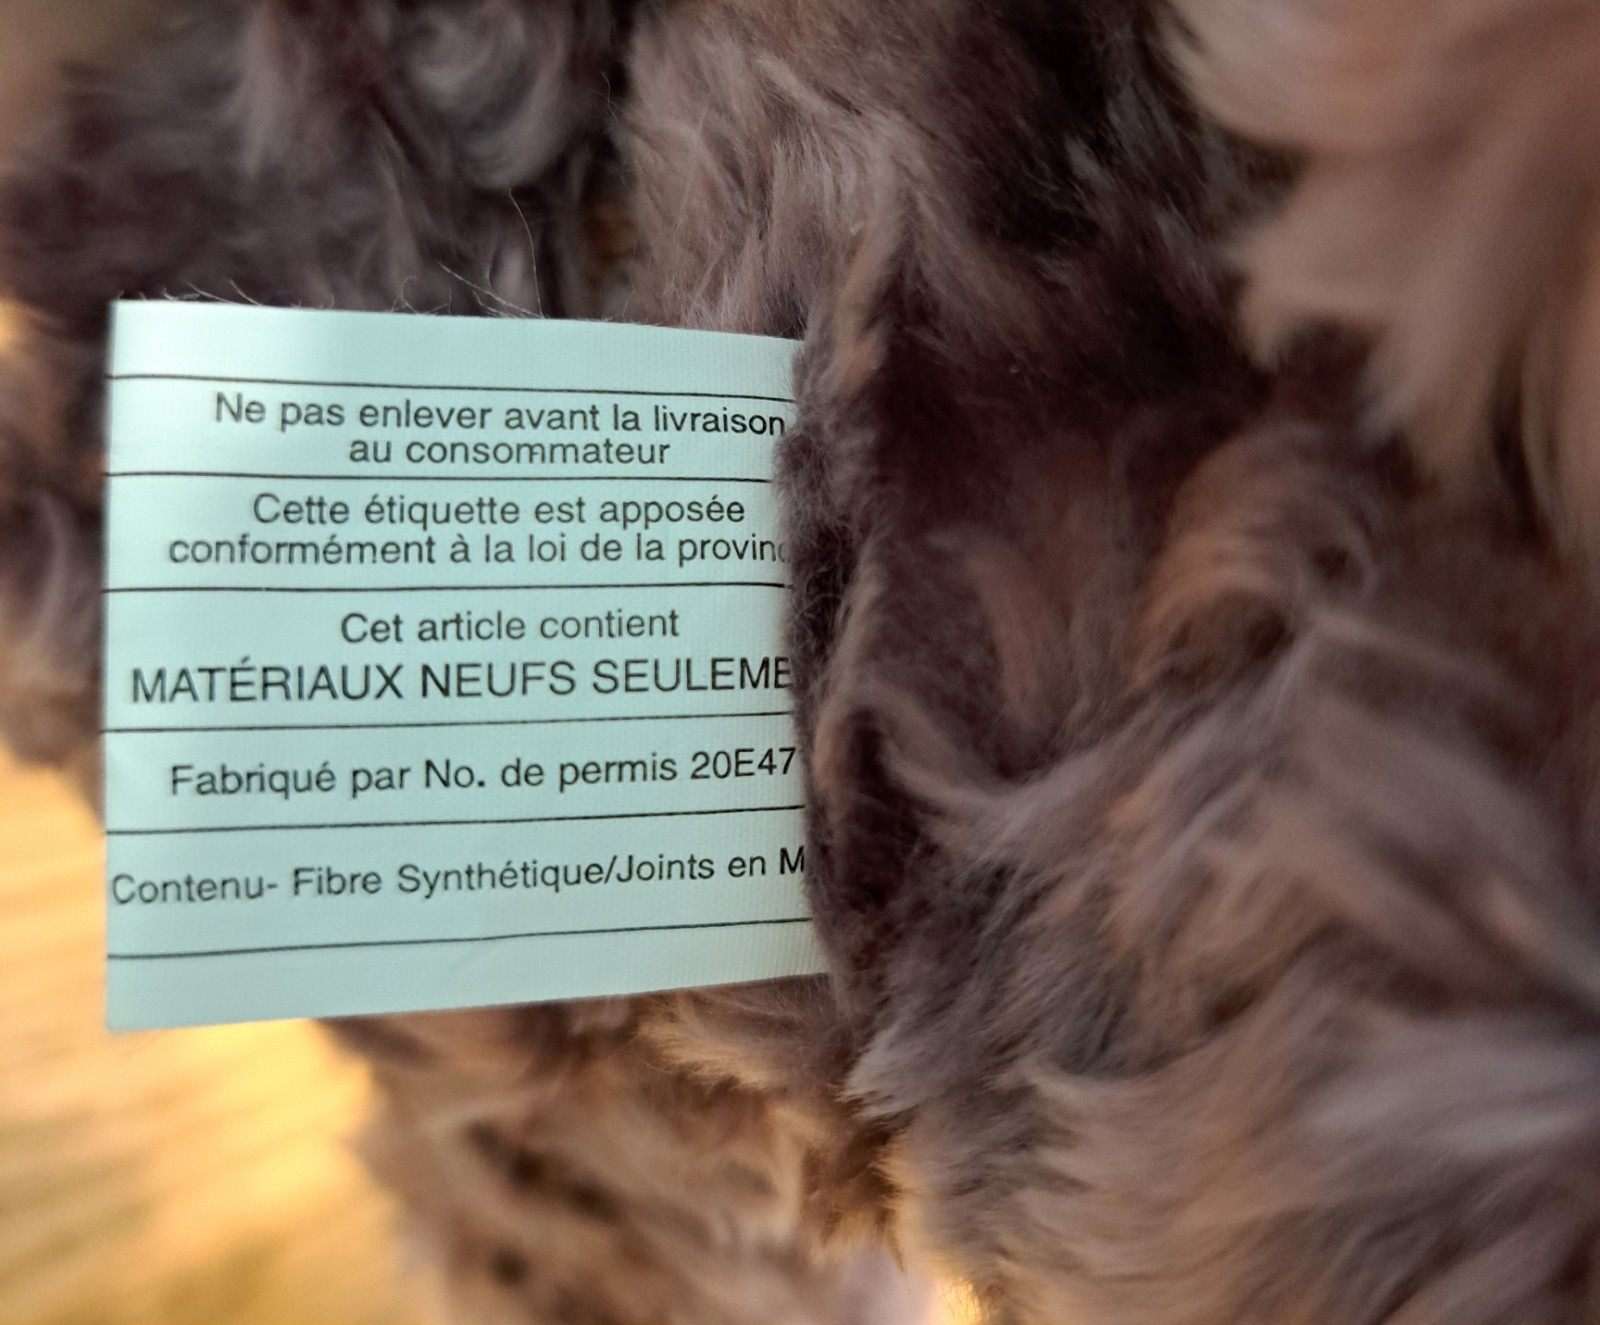 Ne pas enlever avant la livraison
au consommateur
Cette étiquette est apposée
conformément à la loi de la provinc
Cet article contient
MATÉRIAUX NEUFS SEULEME
Fabriqué par No. de permis 20E47
Contenu- Fibre Synthétique/Joints en M